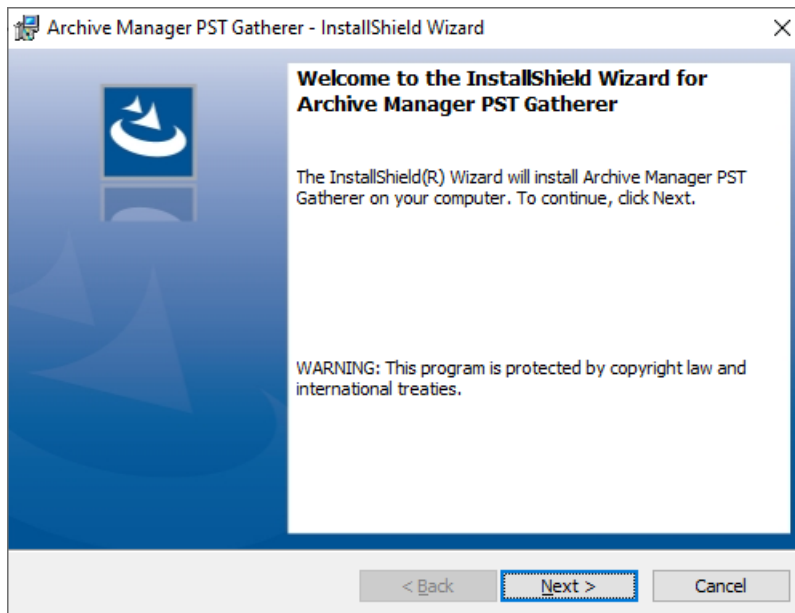 Archive Manager PST Gatherer - InstallShield Wizard
Welcome to the InstallShield Wizard for
Archive Manager PST Gatherer
The InstallShield(R) Wizard will install Archive Manager PST
Gatherer on your computer. To continue, click Next.
WARNING: This program is protected by copyright law and
international treaties.
< Back Next > Cancel